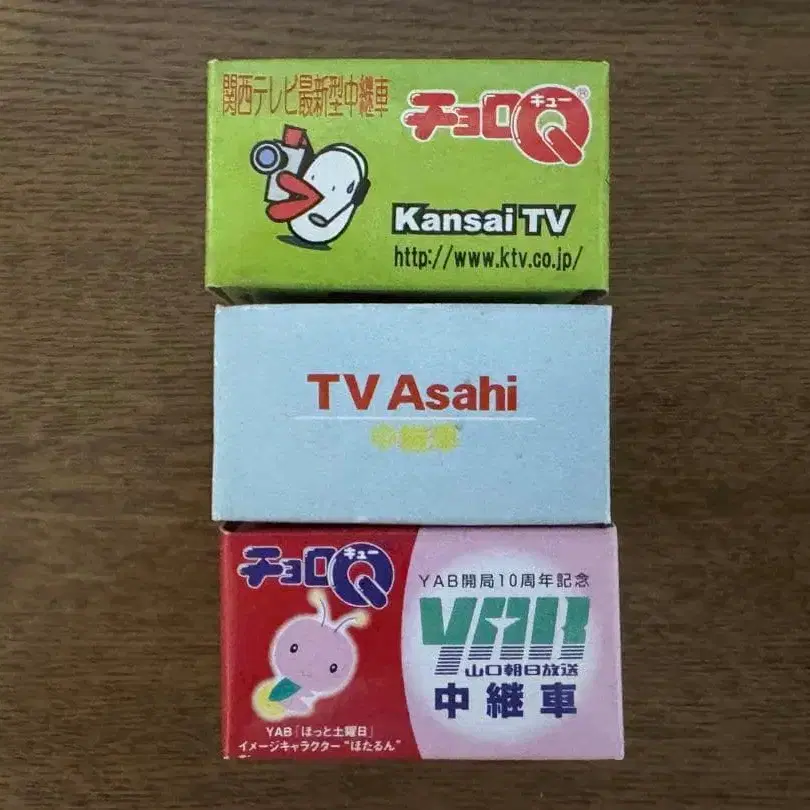 関西テレビ最新型中継車
チョロQ
キュー
®
Kansai TV
http://www.ktv.co.jp/
TV Asahi
中継車
チョロQ
キュー
YAB開局10周年記念
YAB
山口朝日放送
中継車
YAB「ほっと土曜日」
イメージキャラクター"ほたるん"